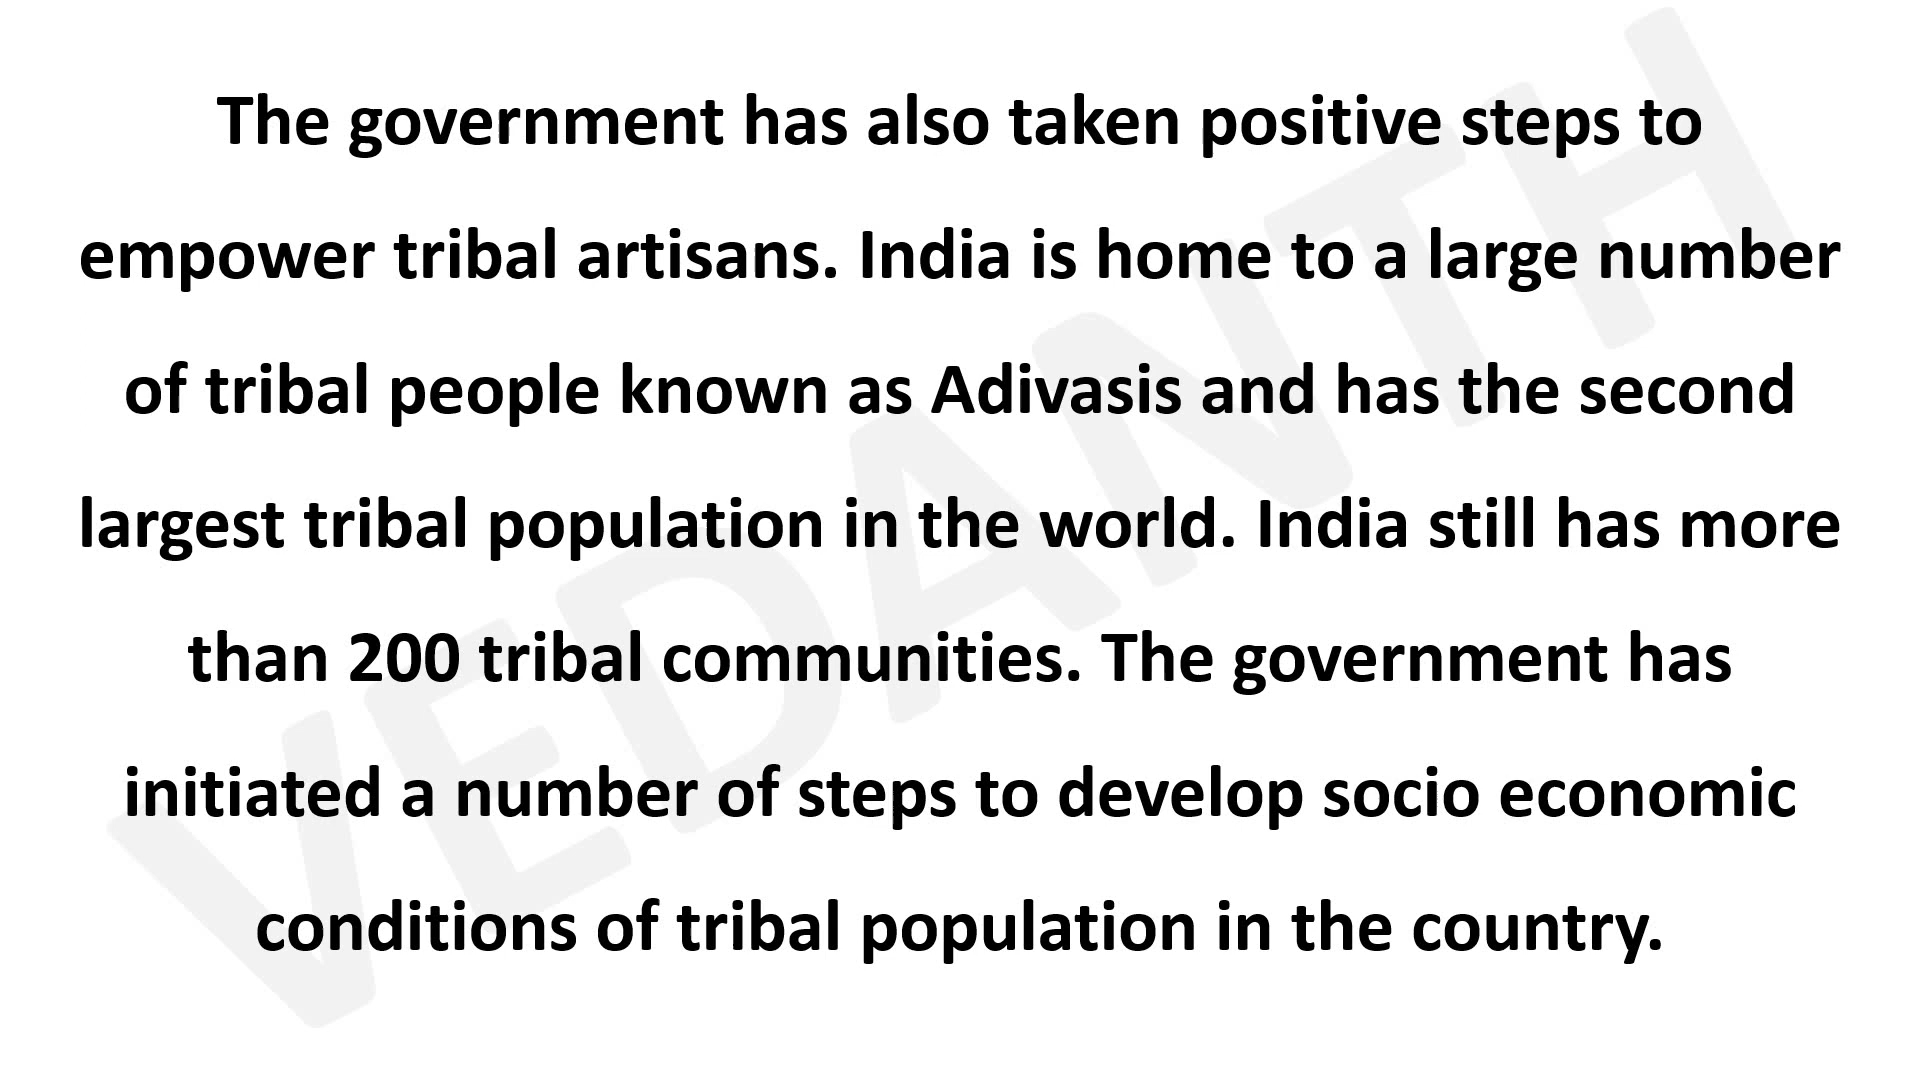 The government has also taken positive steps to
empower tribal artisans. India is home to a large number
of tribal people known as Adivasis and has the second
largest tribal population in the world. India still has more
than 200 tribal communities. The government has
initiated a number of steps to develop socio economic
conditions of tribal population in the country.
VEDANTH